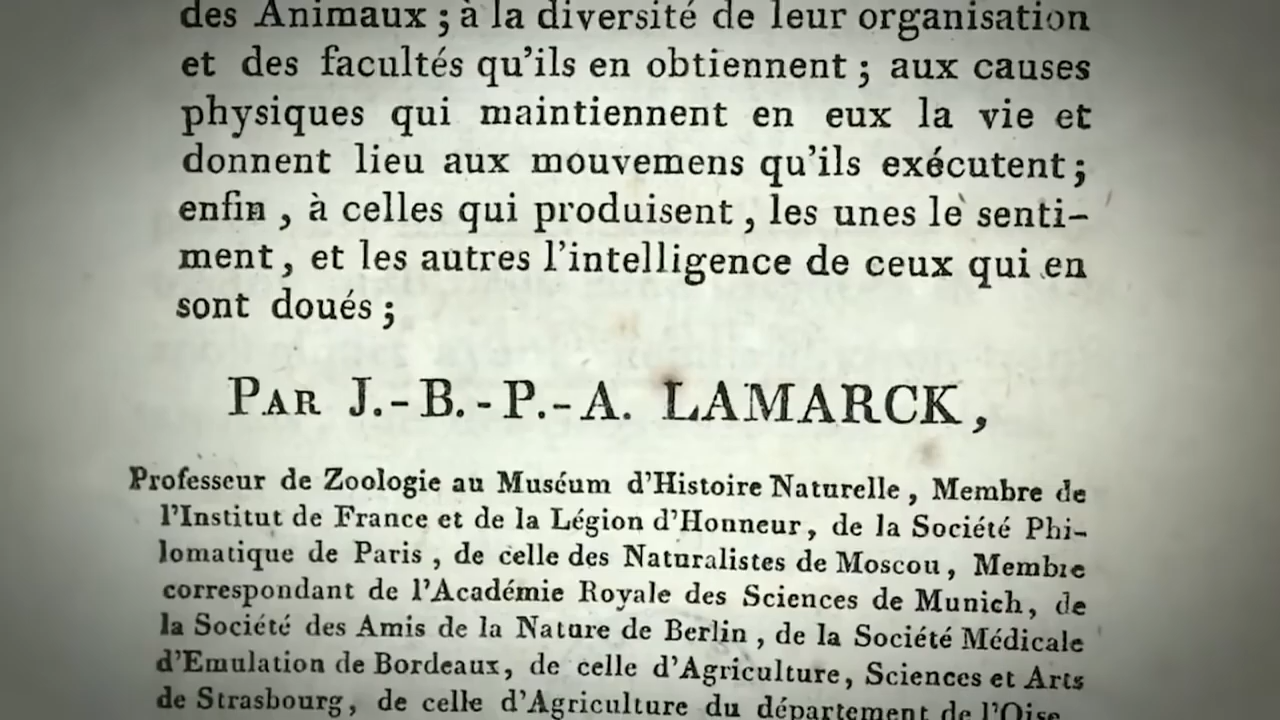 des Animaux ; à la diversité de leur organisation
et des facultés qu'ils en obtiennent ; aux causes
physiques qui maintiennent en eux la vie et
donnent lieu aux mouvemens qu'ils exécutent ;
enfin , à celles qui produisent , les unes le senti-
ment , et les autres l'intelligence de ceux qui en
sont doués ;
PAR J.-B.-P.-A. LAMARCK ,
Professeur de Zoologie au Muséum d'Histoire Naturelle , Membre de
l'Institut de France et de la Légion d'Honneur , de la Société Phi-
lomatique de Paris , de celle des Naturalistes de Moscou , Membre
correspondant de l'Académie Royale des Sciences de Munich , de
la Société des Amis de la Nature de Berlin , de la Société Médicale
d'Emulation de Bordeaux , de celle d'Agriculture , Sciences et Arts
de Strasbourg , de celle d'Agriculture du département de l'Oise